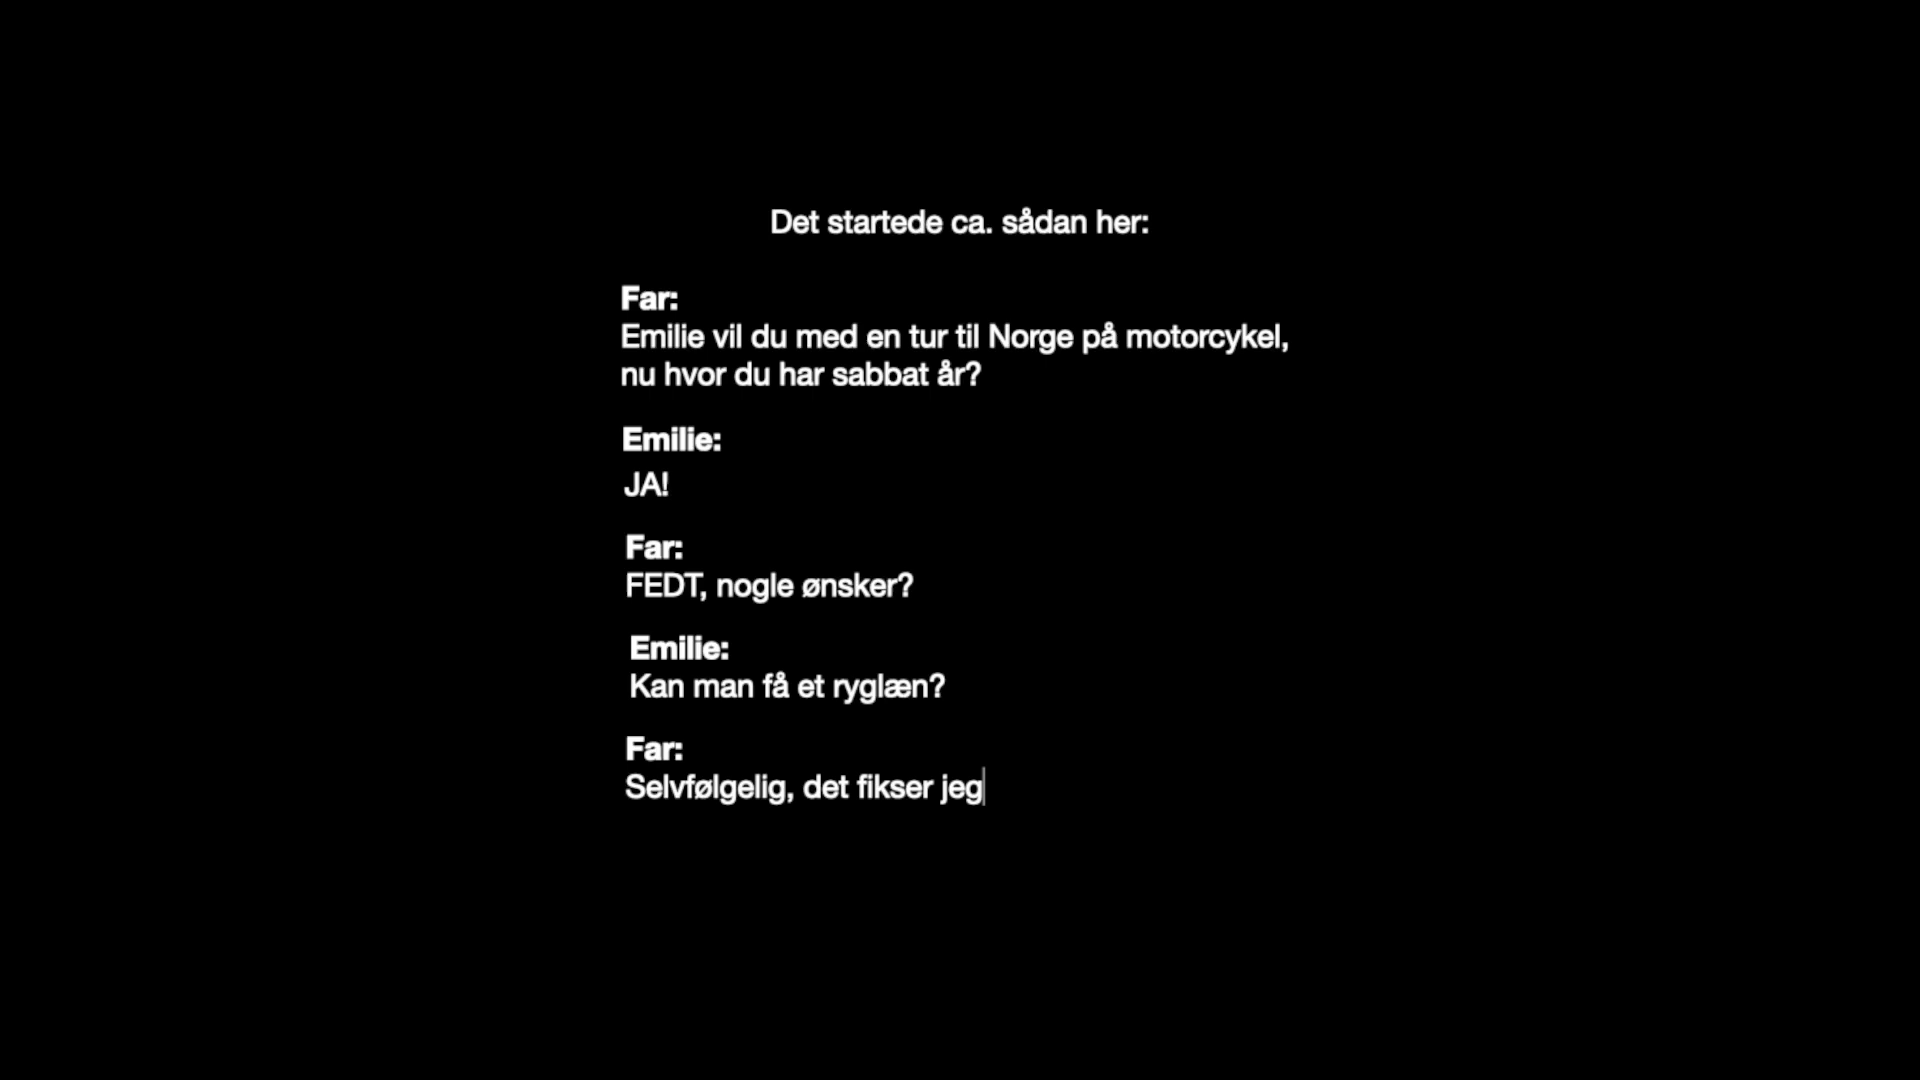 Det startede ca. sådan her:
Far:
Emilie vil du med en tur til Norge på motorcykel,
nu hvor du har sabbat år?
Emilie:
JA!
Far:
FEDT, nogle ønsker?
Emilie:
Kan man få et ryglæn?
Far:
Selvfølgelig, det fikser jeg